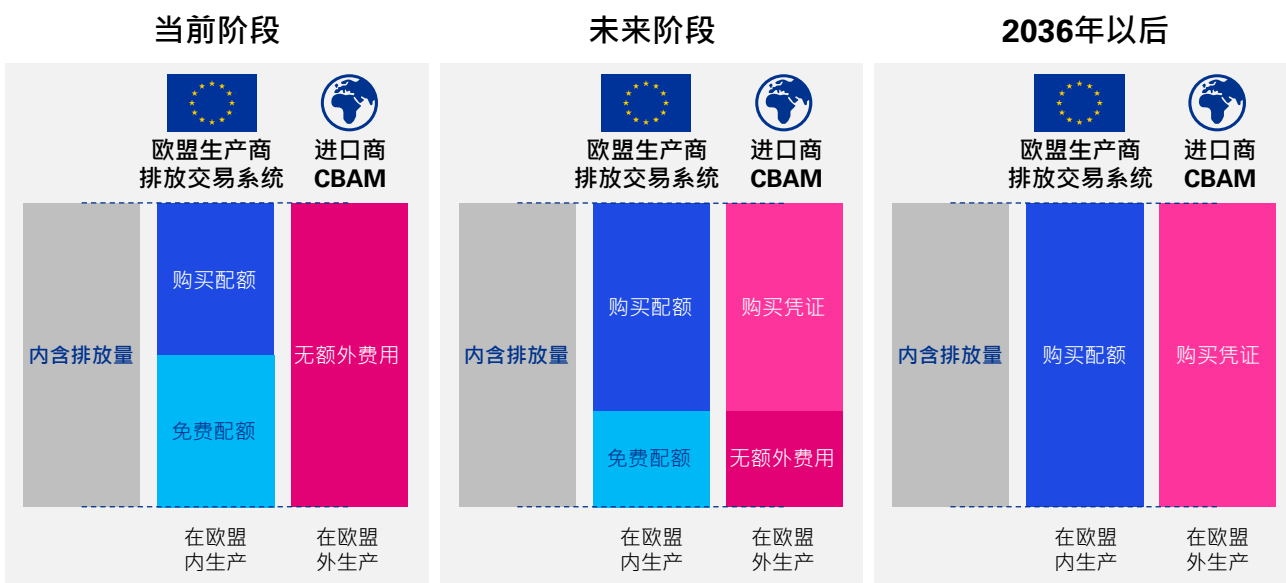 当前阶段
欧盟生产商
排放交易系统
进口商
CBAM
内含排放量
购买配额
免费配额
无额外费用
在欧盟
内生产
在欧盟
外生产
未来阶段
欧盟生产商
排放交易系统
进口商
CBAM
内含排放量
购买配额
免费配额
购买凭证
无额外费用
在欧盟
内生产
在欧盟
外生产
2036年以后
欧盟生产商
排放交易系统
进口商
CBAM
内含排放量
购买配额
购买凭证
在欧盟
内生产
在欧盟
外生产